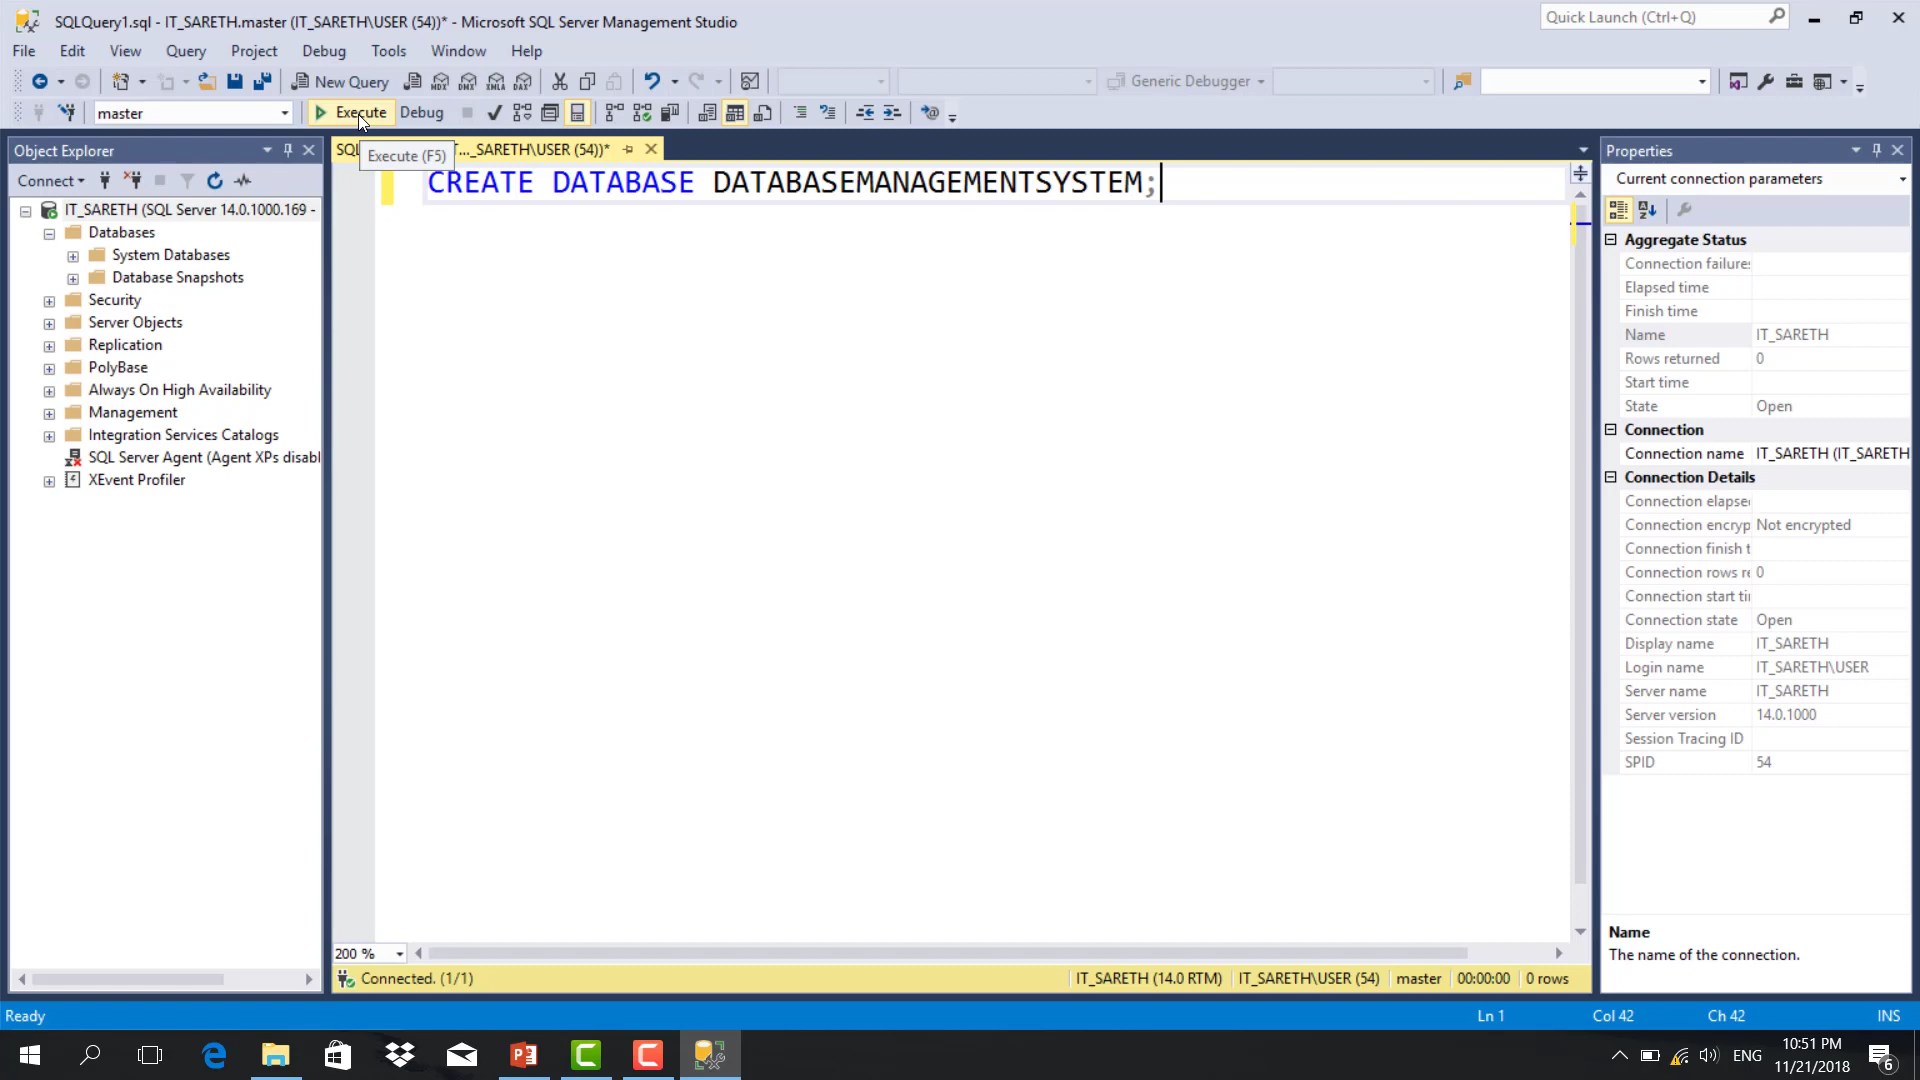 SQLQuery1.sql - IT_SARETH.master (IT_SARETH\USER (54))* - Microsoft SQL Server Management Studio
Quick Launch (Ctrl+Q)
File Edit View Query Project Debug Tools Window Help
New Query
MDX DMX XMLA DAX
Generic Debugger
master
Execute
Debug
Object Explorer
SQL
..._SARETH\USER (54))*
Execute (F5)
Properties
Connect
Current connection parameters
CREATE DATABASE DATABASEMANAGEMENTSYSTEM;
IT_SARETH (SQL Server 14.0.1000.169 -
Databases
System Databases
Database Snapshots
Security
Server Objects
Replication
PolyBase
Always On High Availability
Management
Integration Services Catalogs
SQL Server Agent (Agent XPs disabl
XEvent Profiler
Aggregate Status
Connection failures
Elapsed time
Finish time
Name IT_SARETH
Rows returned 0
Start time
State Open
Connection
Connection name IT_SARETH (IT_SARETH
Connection Details
Connection elapse
Connection encryp Not encrypted
Connection finish t
Connection rows re 0
Connection start ti
Connection state Open
Display name IT_SARETH
Login name IT_SARETH\USER
Server name IT_SARETH
Server version 14.0.1000
Session Tracing ID
SPID 54
Name
The name of the connection.
200 %
Connected. (1/1)
IT_SARETH (14.0 RTM) IT_SARETH\USER (54) master 00:00:00 0 rows
Ready
Ln 1 Col 42 Ch 42 INS
ENG
10:51 PM
11/21/2018
6